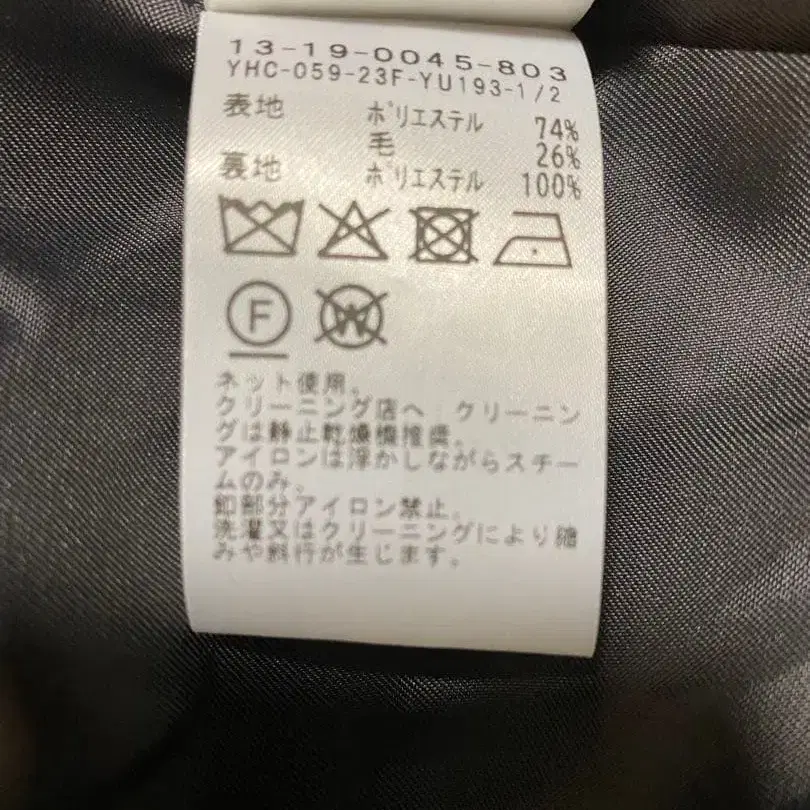 13-19-0045-803
YHC-059-23F-YU193-1/2
表地 ポリエステル 74%
毛 26%
裏地 ポリエステル 100%
F
W
ネット使用。
クリーニング店へ クリーニン
グは静止乾燥機推奨。
アイロンは浮かしながらスチー
ムのみ。
釦部分アイロン禁止。
洗濯又はクリーニングにより縮
みや斜行が生じます。